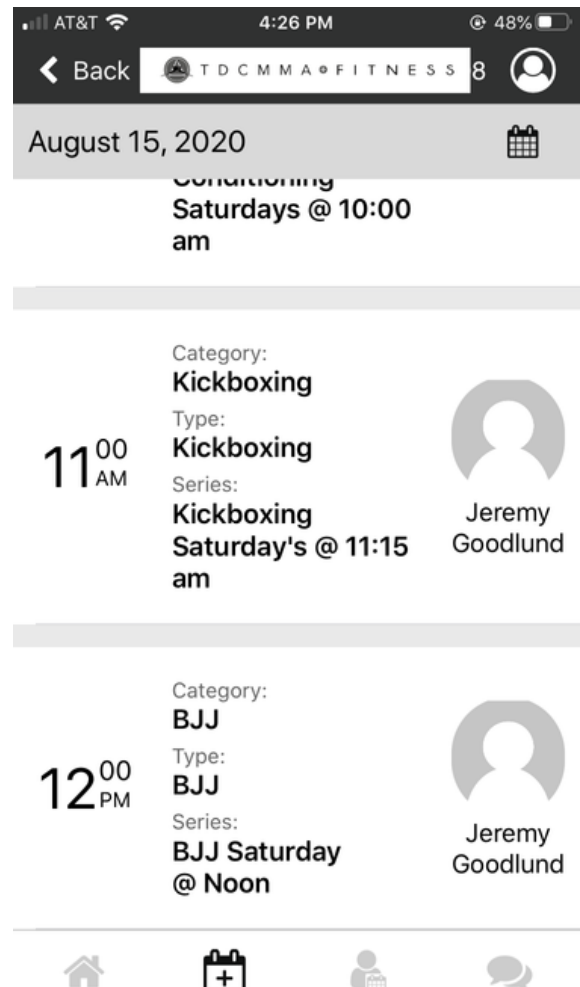 AT&T 4:26 PM 48%
Back TDCMMA FITNESS 8
August 15, 2020
Conditioning
Saturdays @ 10:00
am
Category:
Kickboxing
Type:
Kickboxing
Series:
Kickboxing
Saturday's @ 11:15
am
11 00 AM
Jeremy
Goodlund
Category:
BJJ
Type:
BJJ
Series:
BJJ Saturday
@ Noon
12 00 PM
Jeremy
Goodlund